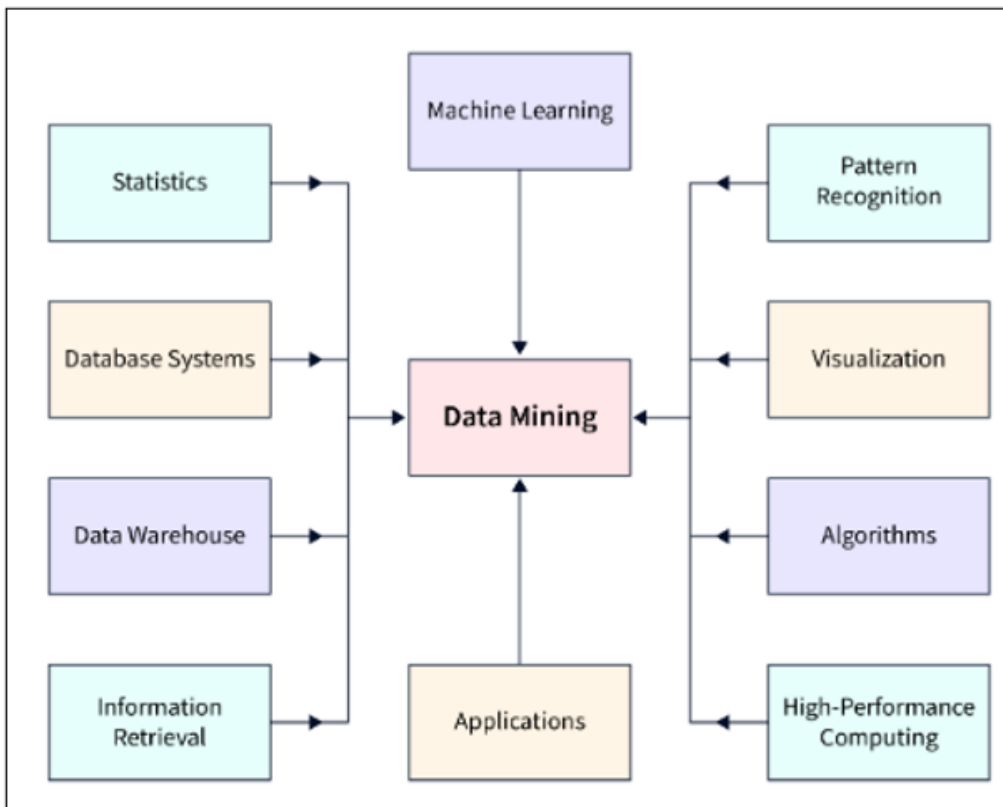 Machine Learning
Statistics
Pattern
Recognition
Database Systems
Visualization
Data Mining
Data Warehouse
Algorithms
Information
Retrieval
Applications
High-Performance
Computing